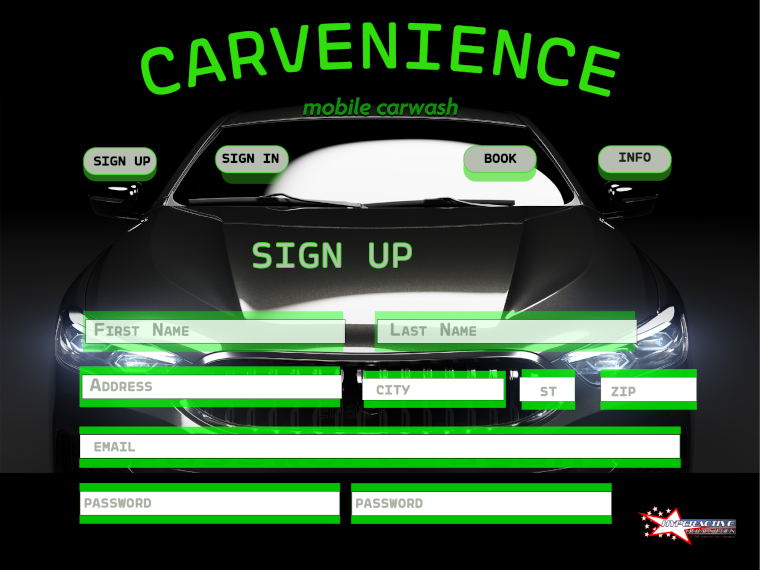 CARVENIENCE
mobile carwash
SIGN UP SIGN IN BOOK INFO
SIGN UP
First Name Last Name
Address CITY ST ZIP
EMAIL
PASSWORD PASSWORD
HYPERACTIVE